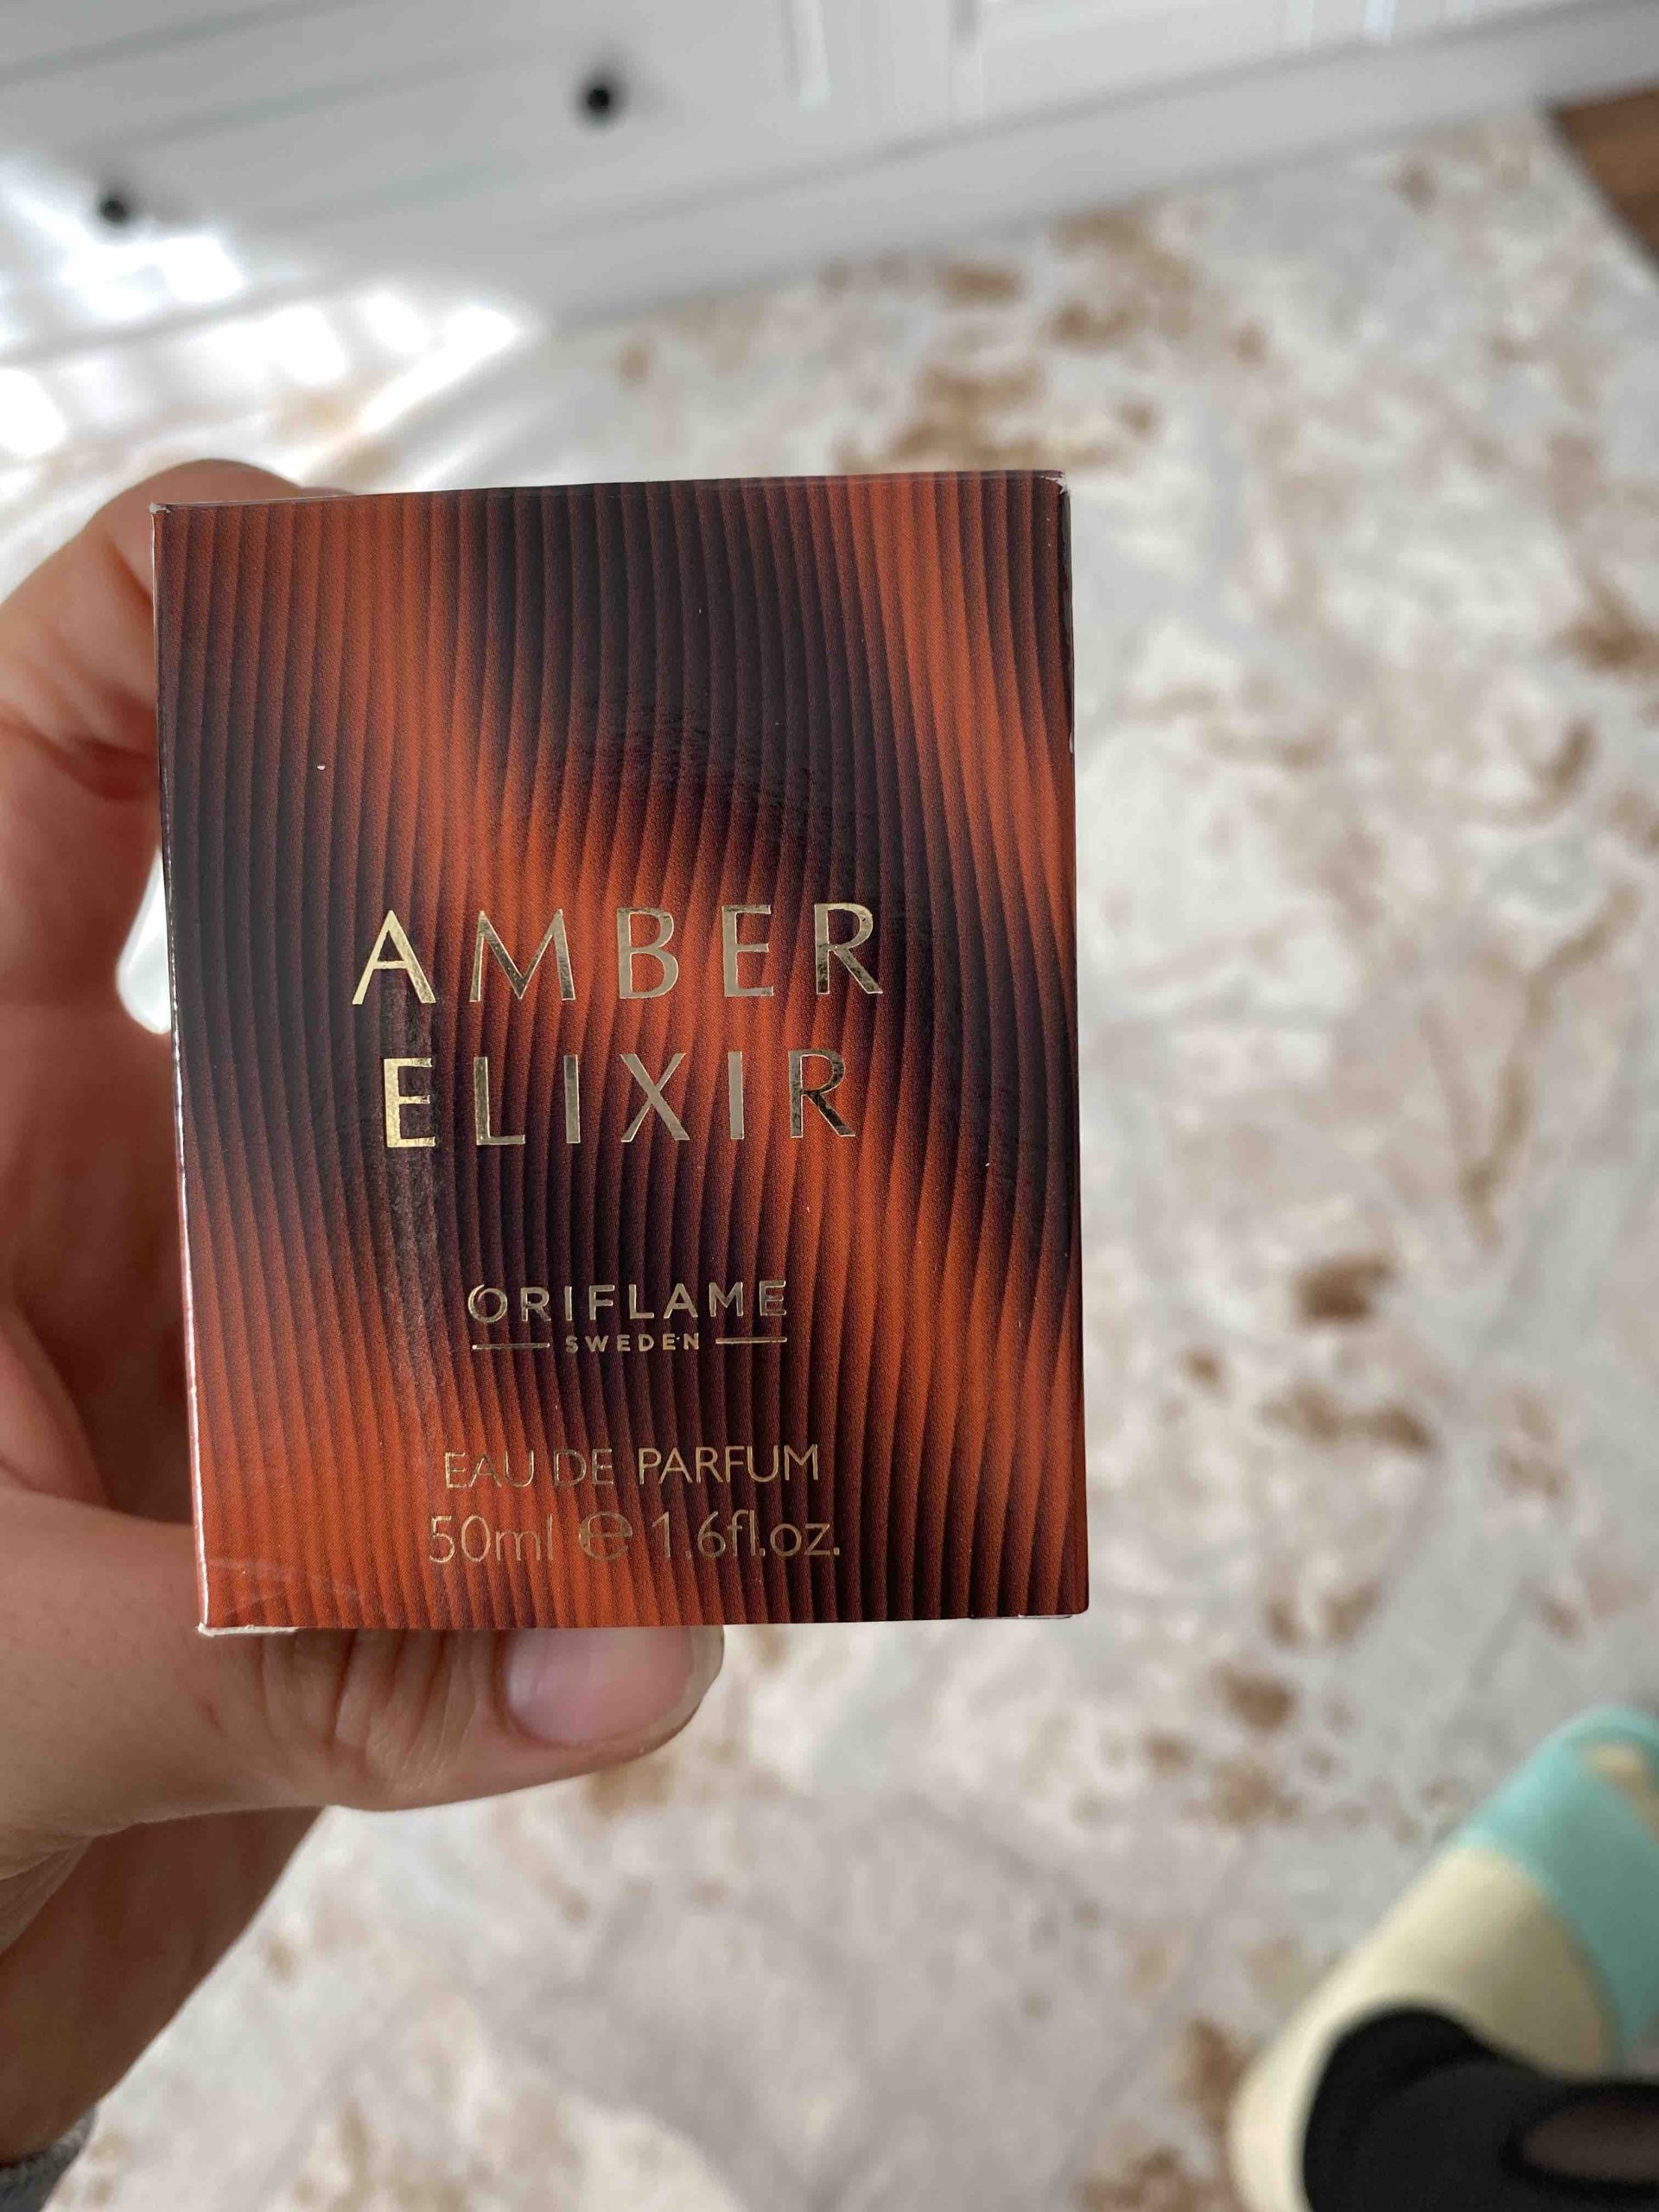 AMBER
ELIXIR
ORIFLAME
SWEDEN
EAU DE PARFUM
50ml e 1.6fl.oz.